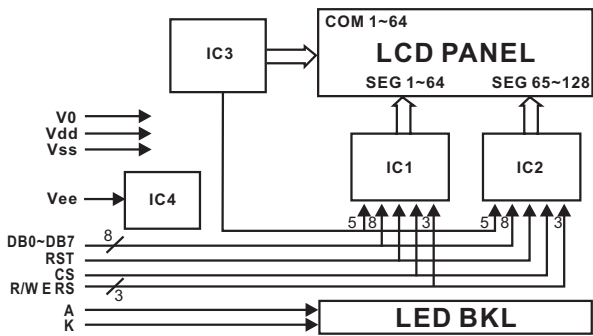 COM 1~64
IC3
LCD PANEL
SEG 1~64 SEG 65~128
V0
Vdd
Vss
IC1 IC2
Vee IC4
5 8 3 5 8 3
DB0~DB7 8
RST
CS
R/W E RS 3
A
K
LED BKL